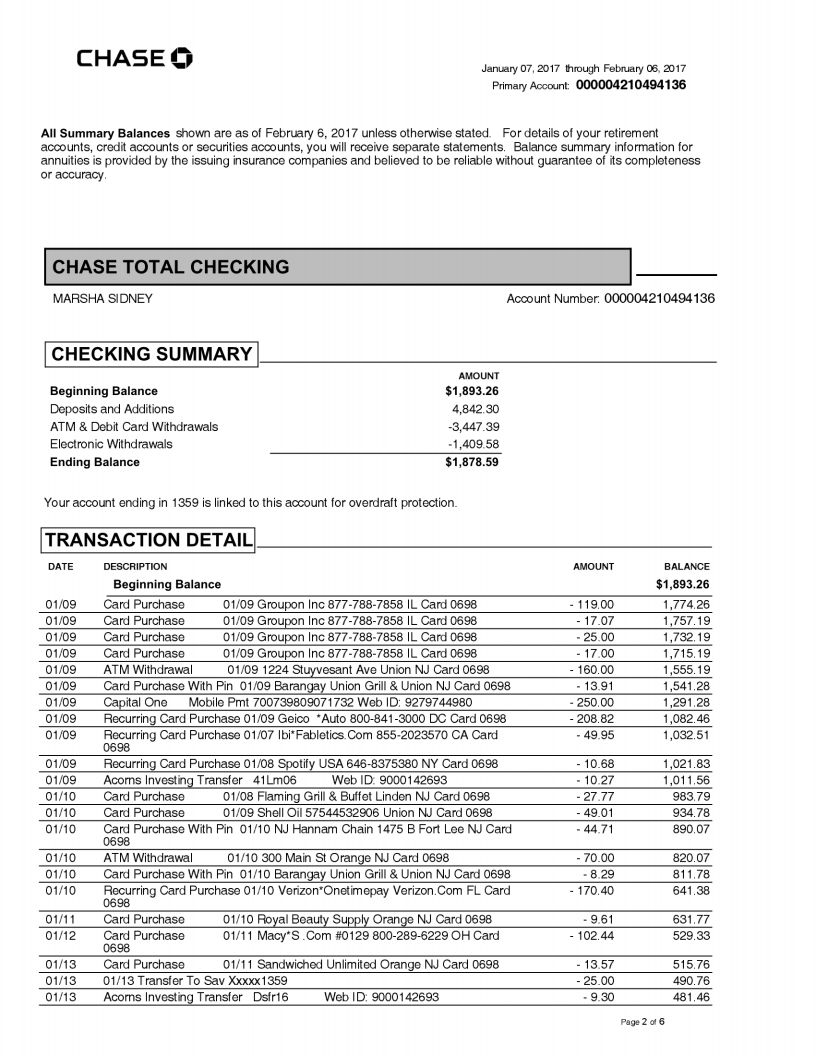 CHASE
January 07, 2017 through February 06, 2017
Primary Account: 000004210494136
All Summary Balances shown are as of February 6, 2017 unless otherwise stated. For details of your retirement
accounts, credit accounts or securities accounts, you will receive separate statements. Balance summary information for
annuities is provided by the issuing insurance companies and believed to be reliable without guarantee of its completeness
or accuracy.
CHASE TOTAL CHECKING
MARSHA SIDNEY Account Number: 000004210494136
CHECKING SUMMARY
AMOUNT
Beginning Balance $1,893.26
Deposits and Additions 4,842.30
ATM & Debit Card Withdrawals -3,447.39
Electronic Withdrawals -1,409.58
Ending Balance $1,878.59
Your account ending in 1359 is linked to this account for overdraft protection.
TRANSACTION DETAIL
DATE DESCRIPTION AMOUNT BALANCE
Beginning Balance $1,893.26
01/09 Card Purchase 01/09 Groupon Inc 877-788-7858 IL Card 0698 - 119.00 1,774.26
01/09 Card Purchase 01/09 Groupon Inc 877-788-7858 IL Card 0698 - 17.07 1,757.19
01/09 Card Purchase 01/09 Groupon Inc 877-788-7858 IL Card 0698 - 25.00 1,732.19
01/09 Card Purchase 01/09 Groupon Inc 877-788-7858 IL Card 0698 - 17.00 1,715.19
01/09 ATM Withdrawal 01/09 1224 Stuyvesant Ave Union NJ Card 0698 - 160.00 1,555.19
01/09 Card Purchase With Pin 01/09 Barangay Union Grill & Union NJ Card 0698 - 13.91 1,541.28
01/09 Capital One Mobile Pmt 700739809071732 Web ID: 9279744980 - 250.00 1,291.28
01/09 Recurring Card Purchase 01/09 Geico *Auto 800-841-3000 DC Card 0698 - 208.82 1,082.46
01/09 Recurring Card Purchase 01/07 Ibi*Fabletics.Com 855-2023570 CA Card - 49.95 1,032.51
0698
01/09 Recurring Card Purchase 01/08 Spotify USA 646-8375380 NY Card 0698 - 10.68 1,021.83
01/09 Acorns Investing Transfer 41Lm06 Web ID: 9000142693 - 10.27 1,011.56
01/10 Card Purchase 01/08 Flaming Grill & Buffet Linden NJ Card 0698 - 27.77 983.79
01/10 Card Purchase 01/09 Shell Oil 57544532906 Union NJ Card 0698 - 49.01 934.78
01/10 Card Purchase With Pin 01/10 NJ Hannam Chain 1475 B Fort Lee NJ Card - 44.71 890.07
0698
01/10 ATM Withdrawal 01/10 300 Main St Orange NJ Card 0698 - 70.00 820.07
01/10 Card Purchase With Pin 01/10 Barangay Union Grill & Union NJ Card 0698 - 8.29 811.78
01/10 Recurring Card Purchase 01/10 Verizon*Onetimepay Verizon.Com FL Card - 170.40 641.38
0698
01/11 Card Purchase 01/10 Royal Beauty Supply Orange NJ Card 0698 - 9.61 631.77
01/12 Card Purchase 01/11 Macy*S .Com #0129 800-289-6229 OH Card - 102.44 529.33
0698
01/13 Card Purchase 01/11 Sandwiched Unlimited Orange NJ Card 0698 - 13.57 515.76
01/13 01/13 Transfer To Sav Xxxxx1359 - 25.00 490.76
01/13 Acorns Investing Transfer Dsfr16 Web ID: 9000142693 - 9.30 481.46
Page 2 of 6